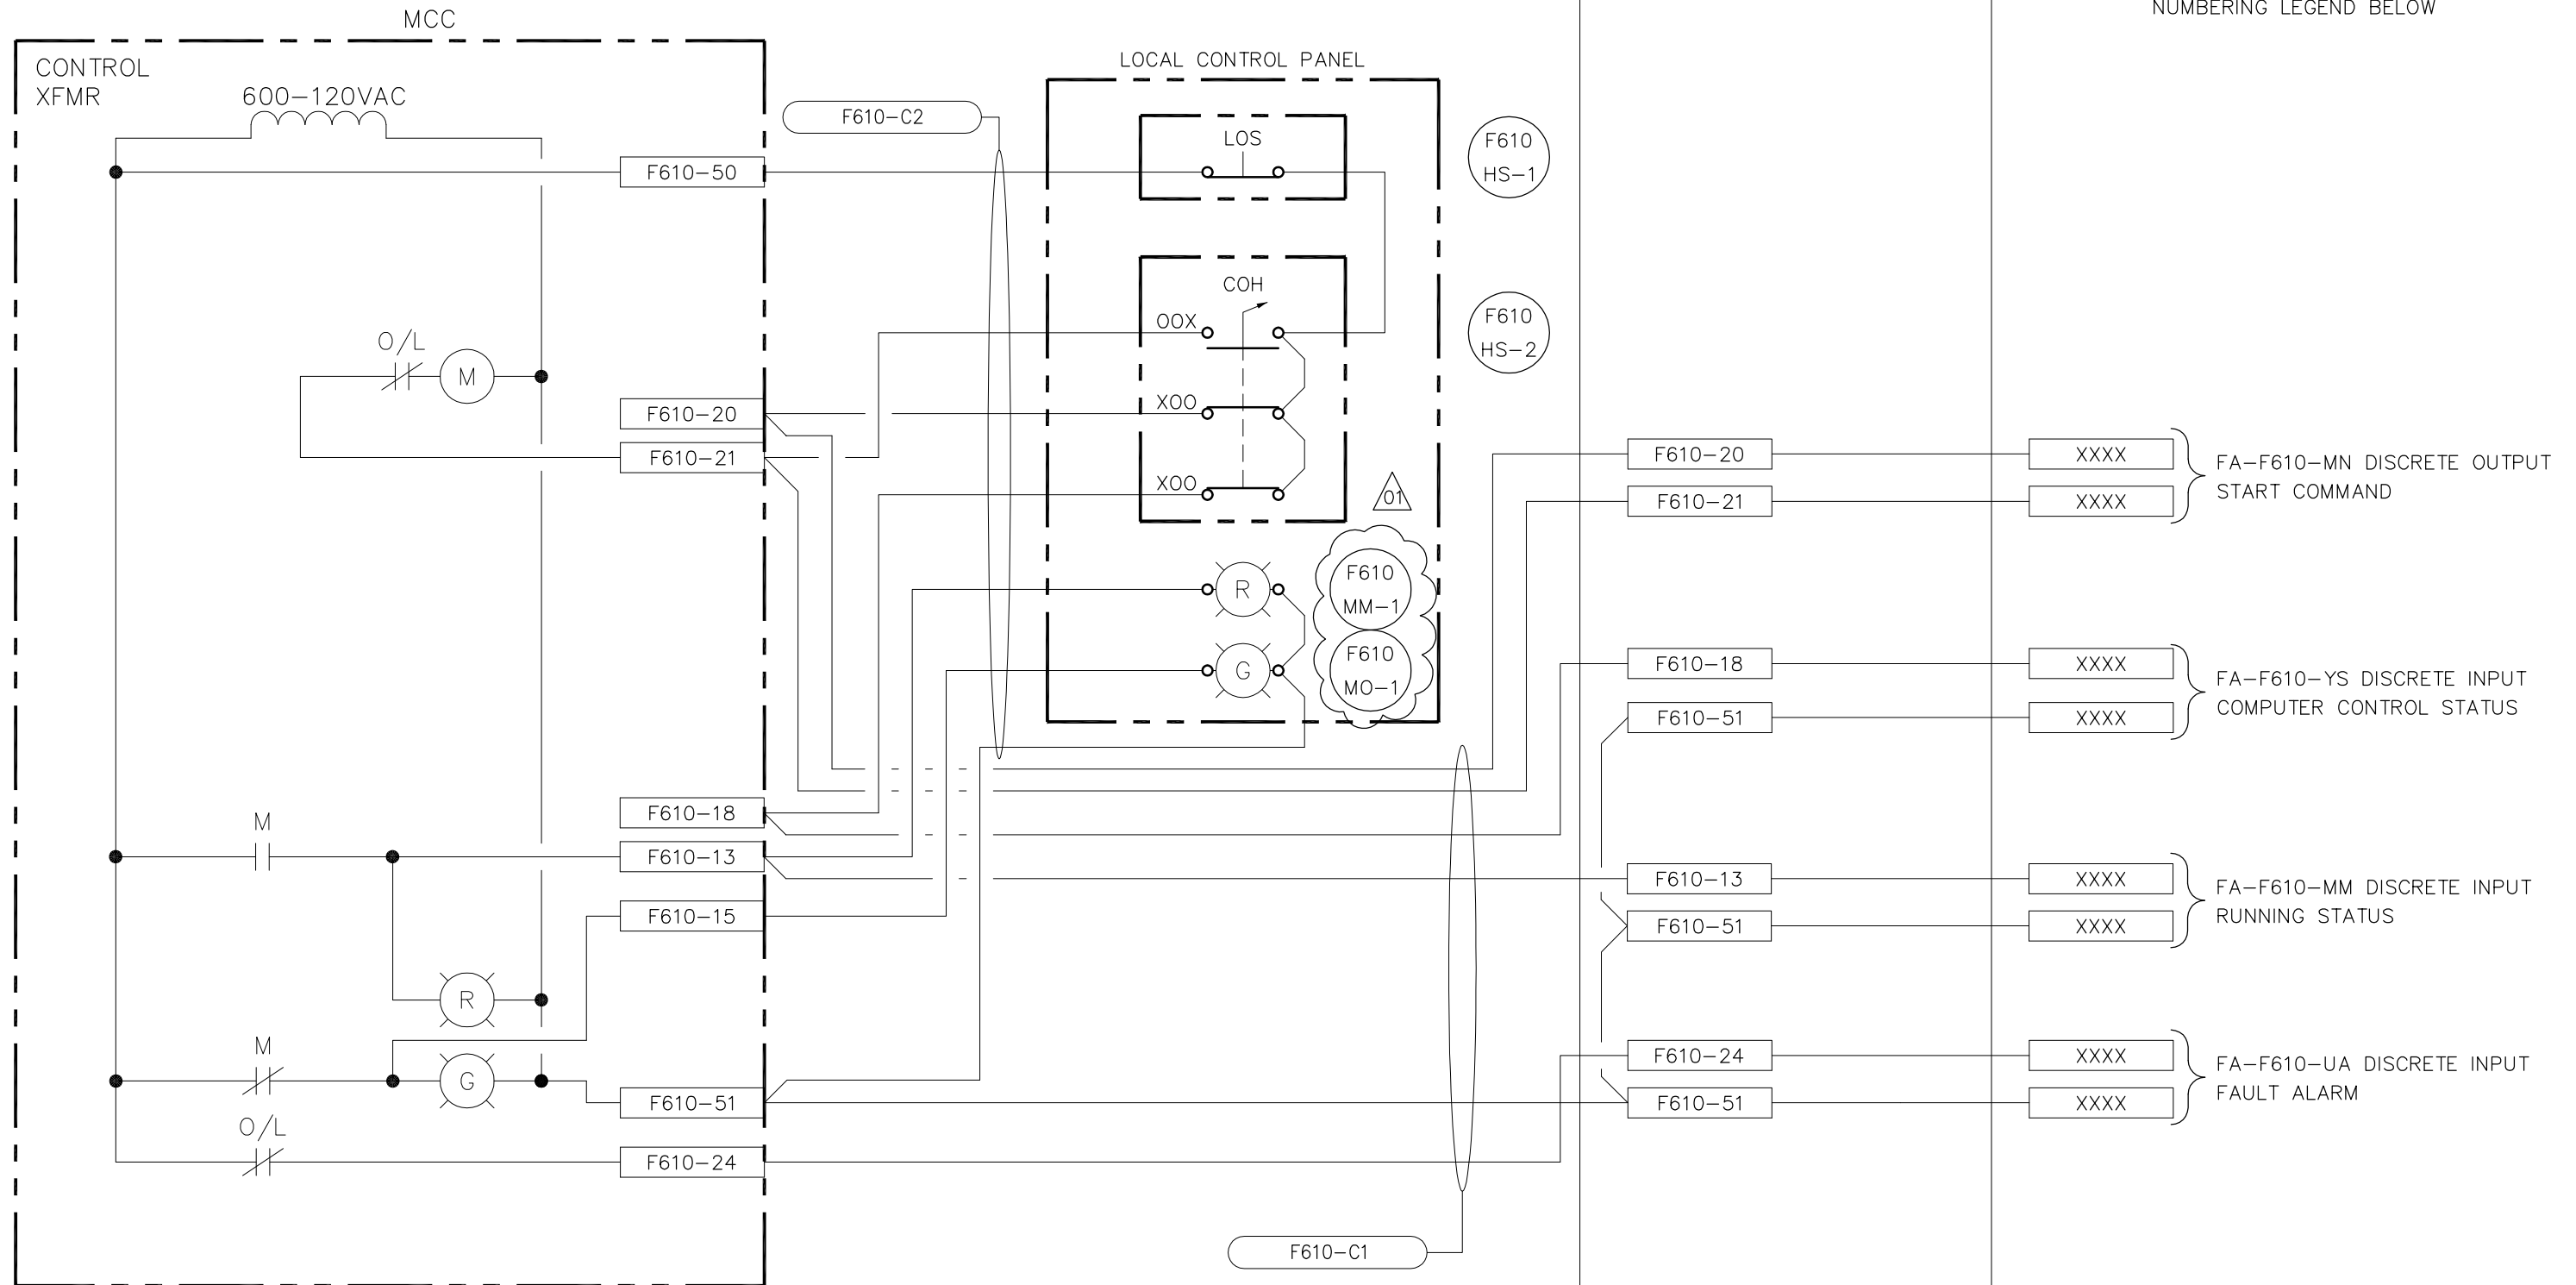 NUMBERING LEGEND BELOW
MCC
CONTROL
XFMR
600-120VAC
F610-50
O/L
M
F610-20
F610-21
F610-18
M
F610-13
F610-15
R
M
G
F610-51
O/L
F610-24
F610-C2
LOCAL CONTROL PANEL
LOS
F610
HS-1
COH
OOX
XOO
XOO
F610
HS-2
01
R
F610
MM-1
G
F610
MO-1
F610-C1
F610-20
XXXX
F610-21
XXXX
FA-F610-MN DISCRETE OUTPUT
START COMMAND
F610-18
XXXX
F610-51
XXXX
FA-F610-YS DISCRETE INPUT
COMPUTER CONTROL STATUS
F610-13
XXXX
F610-51
XXXX
FA-F610-MM DISCRETE INPUT
RUNNING STATUS
F610-24
XXXX
F610-51
XXXX
FA-F610-UA DISCRETE INPUT
FAULT ALARM